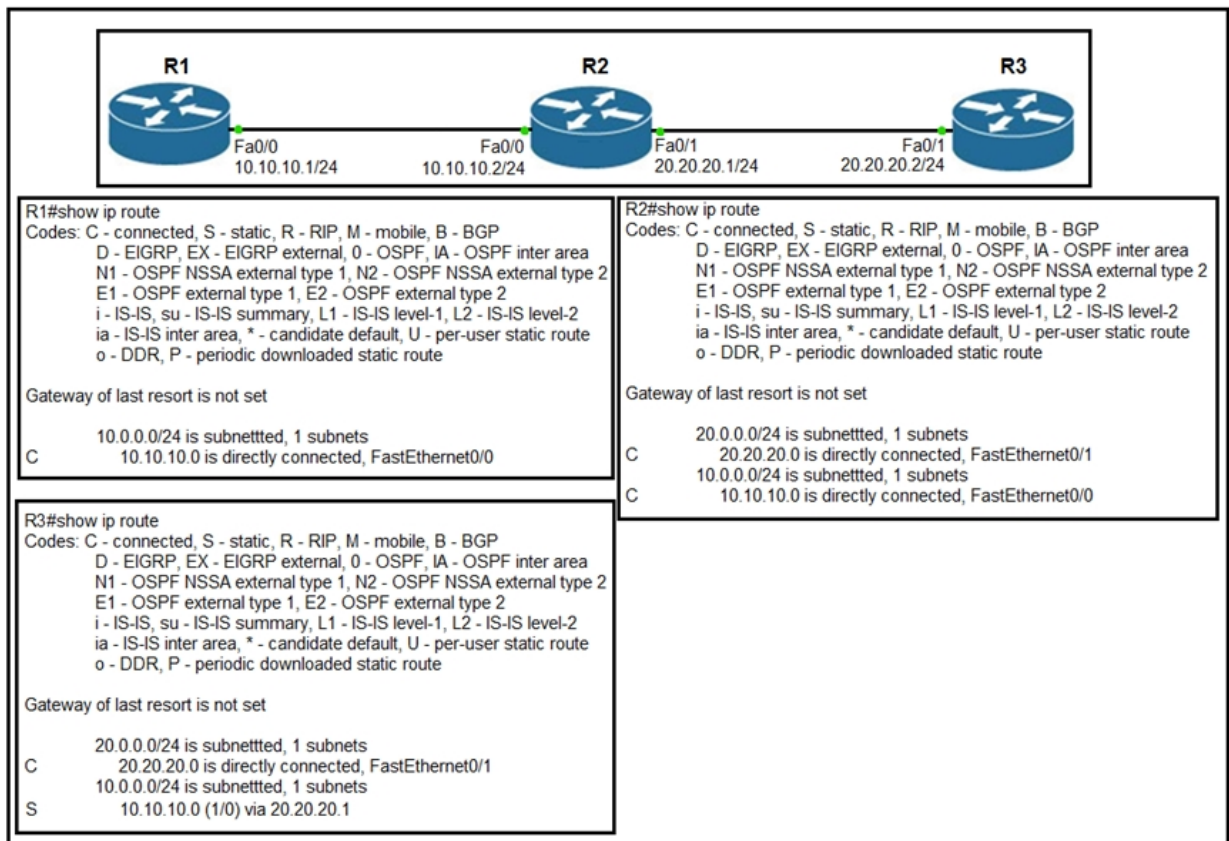 R1
R2
R3
Fa0/0
10.10.10.1/24
Fa0/0
10.10.10.2/24
Fa0/1
20.20.20.1/24
Fa0/1
20.20.20.2/24
R1#show ip route
Codes: C - connected, S - static, R - RIP, M - mobile, B - BGP
D - EIGRP, EX - EIGRP external, 0 - OSPF, IA - OSPF inter area
N1 - OSPF NSSA external type 1, N2 - OSPF NSSA external type 2
E1 - OSPF external type 1, E2 - OSPF external type 2
i - IS-IS, su - IS-IS summary, L1 - IS-IS level-1, L2 - IS-IS level-2
ia - IS-IS inter area, * - candidate default, U - per-user static route
o - DDR, P - periodic downloaded static route
Gateway of last resort is not set
10.0.0.0/24 is subnettted, 1 subnets
C 10.10.10.0 is directly connected, FastEthernet0/0
R2#show ip route
Codes: C - connected, S - static, R - RIP, M - mobile, B - BGP
D - EIGRP, EX - EIGRP external, 0 - OSPF, IA - OSPF inter area
N1 - OSPF NSSA external type 1, N2 - OSPF NSSA external type 2
E1 - OSPF external type 1, E2 - OSPF external type 2
i - IS-IS, su - IS-IS summary, L1 - IS-IS level-1, L2 - IS-IS level-2
ia - IS-IS inter area, * - candidate default, U - per-user static route
o - DDR, P - periodic downloaded static route
Gateway of last resort is not set
20.0.0.0/24 is subnettted, 1 subnets
C 20.20.20.0 is directly connected, FastEthernet0/1
10.0.0.0/24 is subnettted, 1 subnets
C 10.10.10.0 is directly connected, FastEthernet0/0
R3#show ip route
Codes: C - connected, S - static, R - RIP, M - mobile, B - BGP
D - EIGRP, EX - EIGRP external, 0 - OSPF, IA - OSPF inter area
N1 - OSPF NSSA external type 1, N2 - OSPF NSSA external type 2
E1 - OSPF external type 1, E2 - OSPF external type 2
i - IS-IS, su - IS-IS summary, L1 - IS-IS level-1, L2 - IS-IS level-2
ia - IS-IS inter area, * - candidate default, U - per-user static route
o - DDR, P - periodic downloaded static route
Gateway of last resort is not set
20.0.0.0/24 is subnettted, 1 subnets
C 20.20.20.0 is directly connected, FastEthernet0/1
10.0.0.0/24 is subnettted, 1 subnets
S 10.10.10.0 (1/0) via 20.20.20.1